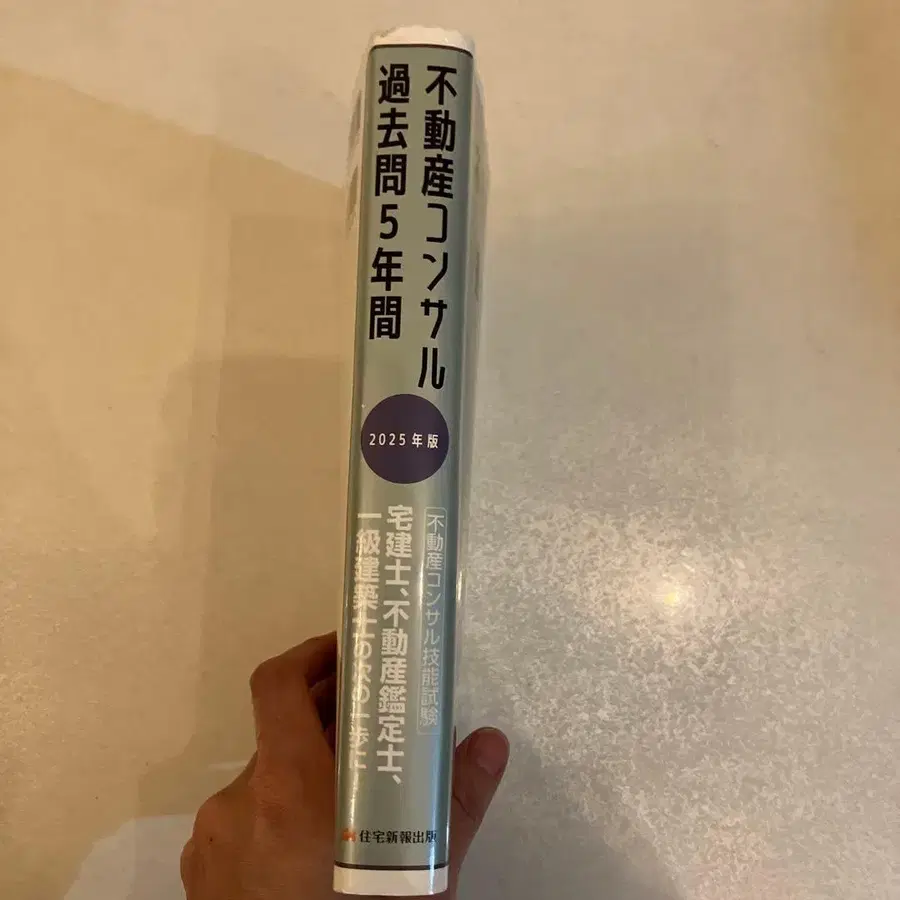 不動産コンサル
過去問5年間
2025年版
不動産コンサル技能試験
宅建士、不動産鑑定士、
一級建築士の次の一歩に
住宅新報出版